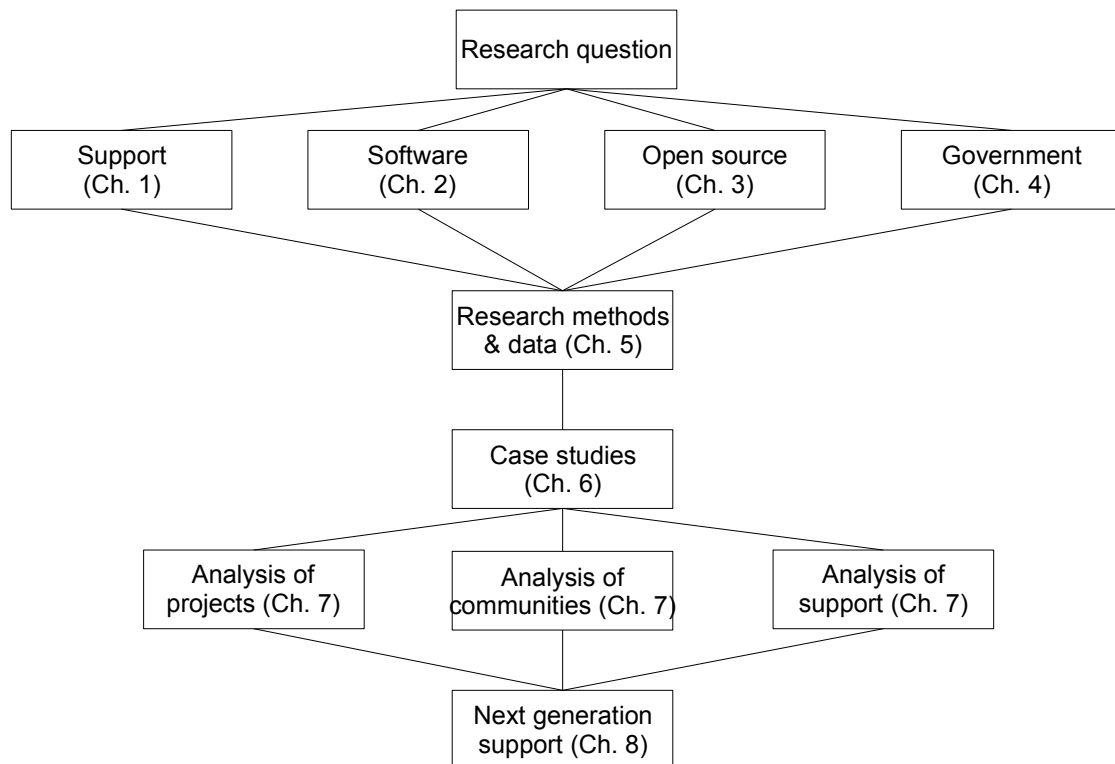 Research question
Support
(Ch. 1)
Software
(Ch. 2)
Open source
(Ch. 3)
Government
(Ch. 4)
Research methods
& data (Ch. 5)
Case studies
(Ch. 6)
Analysis of
projects (Ch. 7)
Analysis of
communities (Ch. 7)
Analysis of
support (Ch. 7)
Next generation
support (Ch. 8)